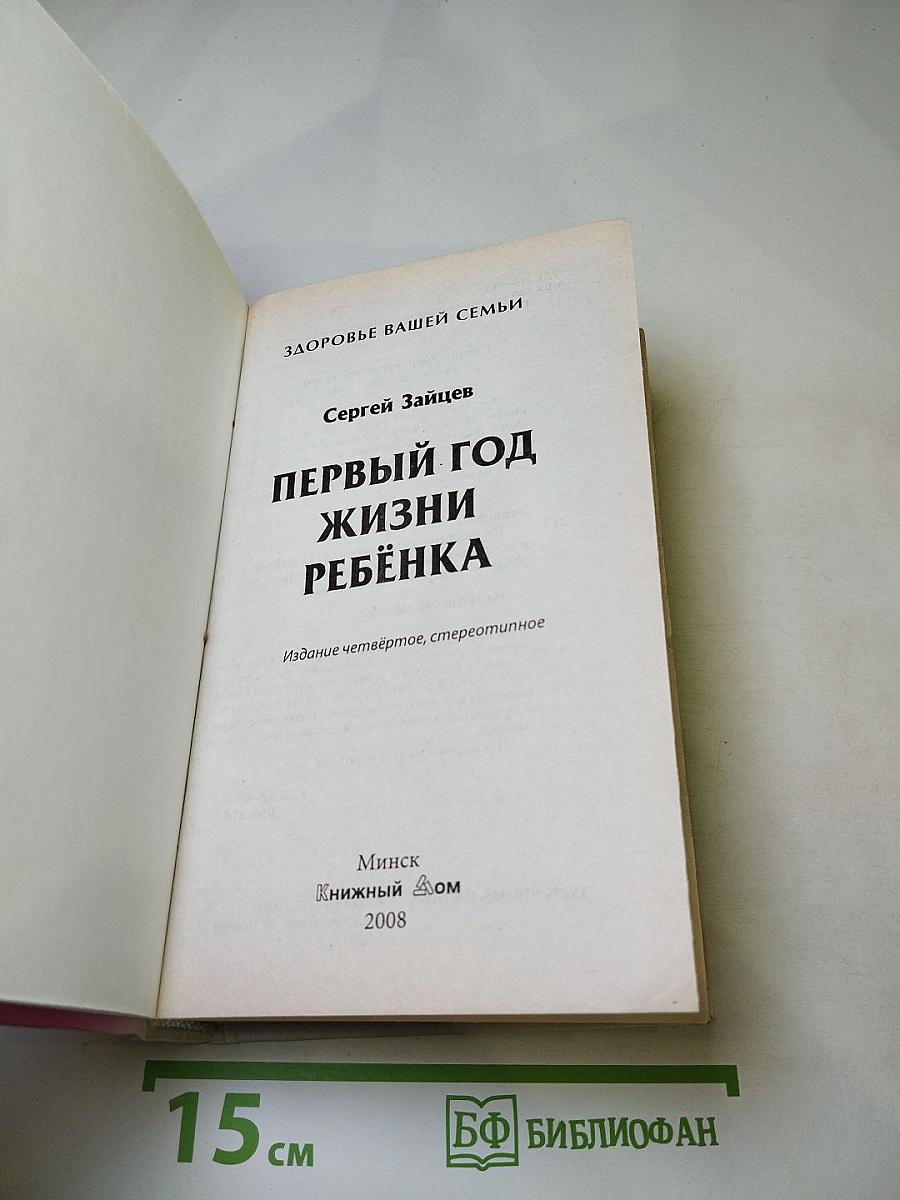 ЗДОРОВЬЕ ВАШЕЙ СЕМЬИ
Сергей Зайцев
ПЕРВЫЙ ГОД
ЖИЗНИ
РЕБЁНКА
Издание четвёртое, стереотипное
Минск
Книжный Дом
2008
15 см
БФ БИБЛИОФАН